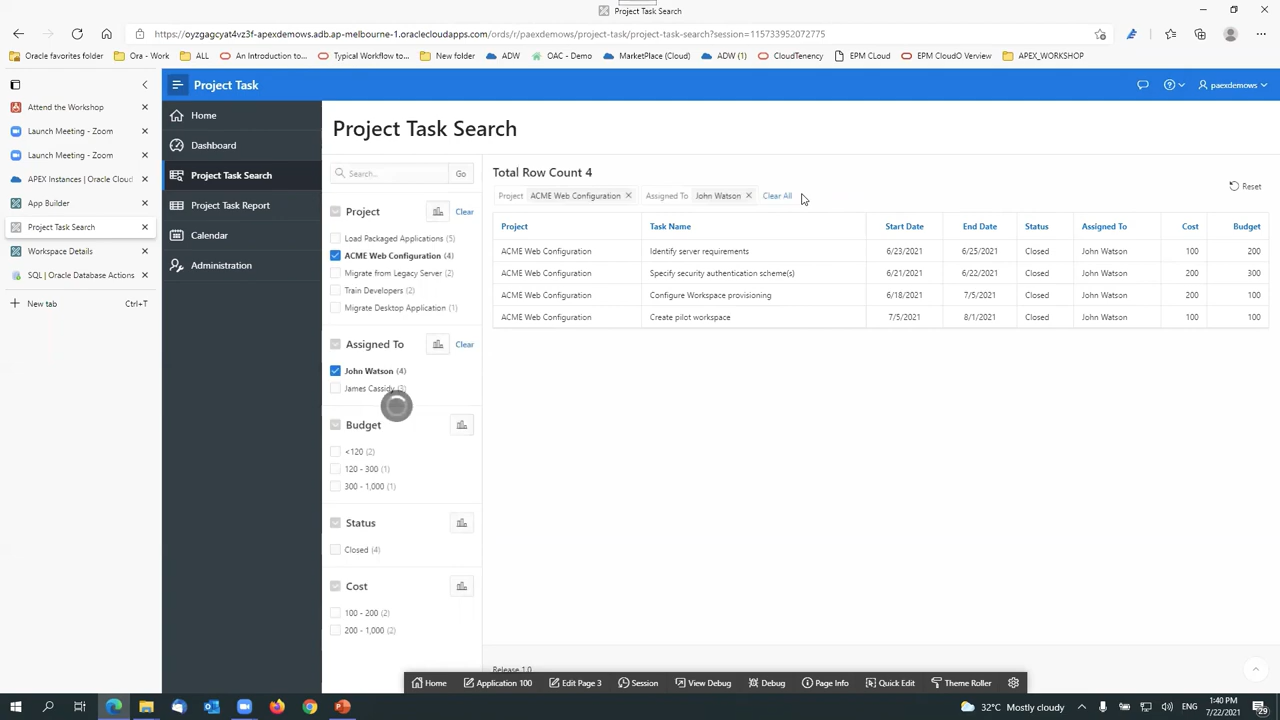 Project Task Search
https://oyzgagcyat4vz3f-apexdemows.adb.ap-melbourne-1.oraclecloudapps.com/ords/r/paexdemows/project-task/project-task-search?session=115733952072775
Oracle favorites folder Ora - Work ALL An Introduction to... Typical Workflow to... New folder ADW OAC - Demo MarketPlace (Cloud) ADW (1) CloudTenency EPM CLoud EPM CloudO Verview APEX_WORKSHOP
Attend the Workshop
Launch Meeting - Zoom
Launch Meeting - Zoom
APEX Instances | Oracle Cloud
App Builder
Project Task Search
Workspace Details
SQL | Oracle Database Actions
New tab Ctrl+T
Project Task
paexdemows
Home
Dashboard
Project Task Search
Project Task Report
Calendar
Administration
Project Task Search
Search... Go
Project Clear
Load Packaged Applications (5)
ACME Web Configuration (4)
Migrate from Legacy Server (2)
Train Developers (2)
Migrate Desktop Application (1)
Assigned To Clear
John Watson (4)
James Cassidy (3)
Budget
<120 (2)
120 - 300 (1)
300 - 1,000 (1)
Status
Closed (4)
Cost
100 - 200 (2)
200 - 1,000 (2)
Total Row Count 4
Project ACME Web Configuration Assigned To John Watson Clear All
Reset
Project Task Name Start Date End Date Status Assigned To Cost Budget
ACME Web Configuration Identify server requirements 6/23/2021 6/25/2021 Closed John Watson 100 200
ACME Web Configuration Specify security authentication scheme(s) 6/21/2021 6/22/2021 Closed John Watson 200 300
ACME Web Configuration Configure Workspace provisioning 6/18/2021 7/5/2021 Closed John Watson 200 100
ACME Web Configuration Create pilot workspace 7/5/2021 8/1/2021 Closed John Watson 100 100
Release 1.0
Home Application 100 Edit Page 3 Session View Debug Debug Page Info Quick Edit Theme Roller
32°C Mostly cloudy ENG 1:40 PM
7/22/2021 29